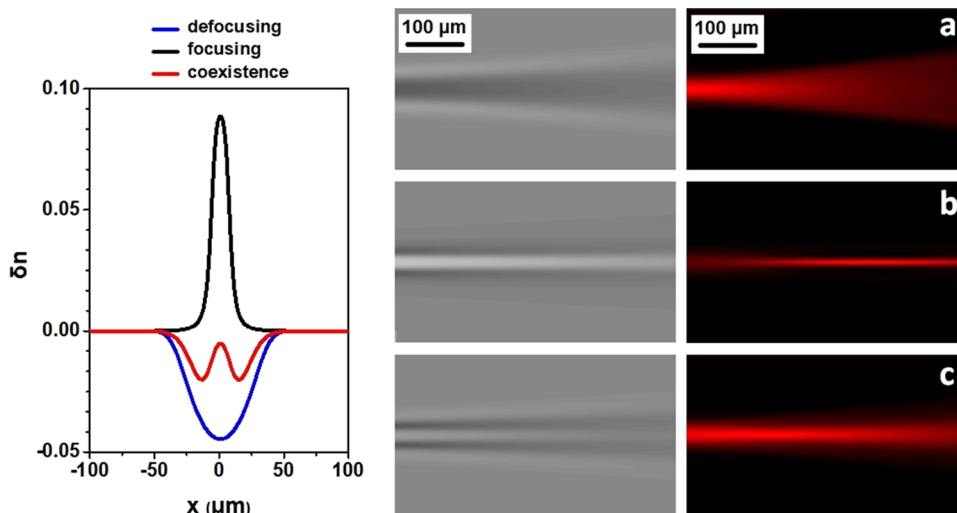 defocusing
focusing
coexistence
0.10
0.05
0.00
-0.05
δn
-100
-50
0
50
100
x (μm)
100 μm
100 μm
a
b
c